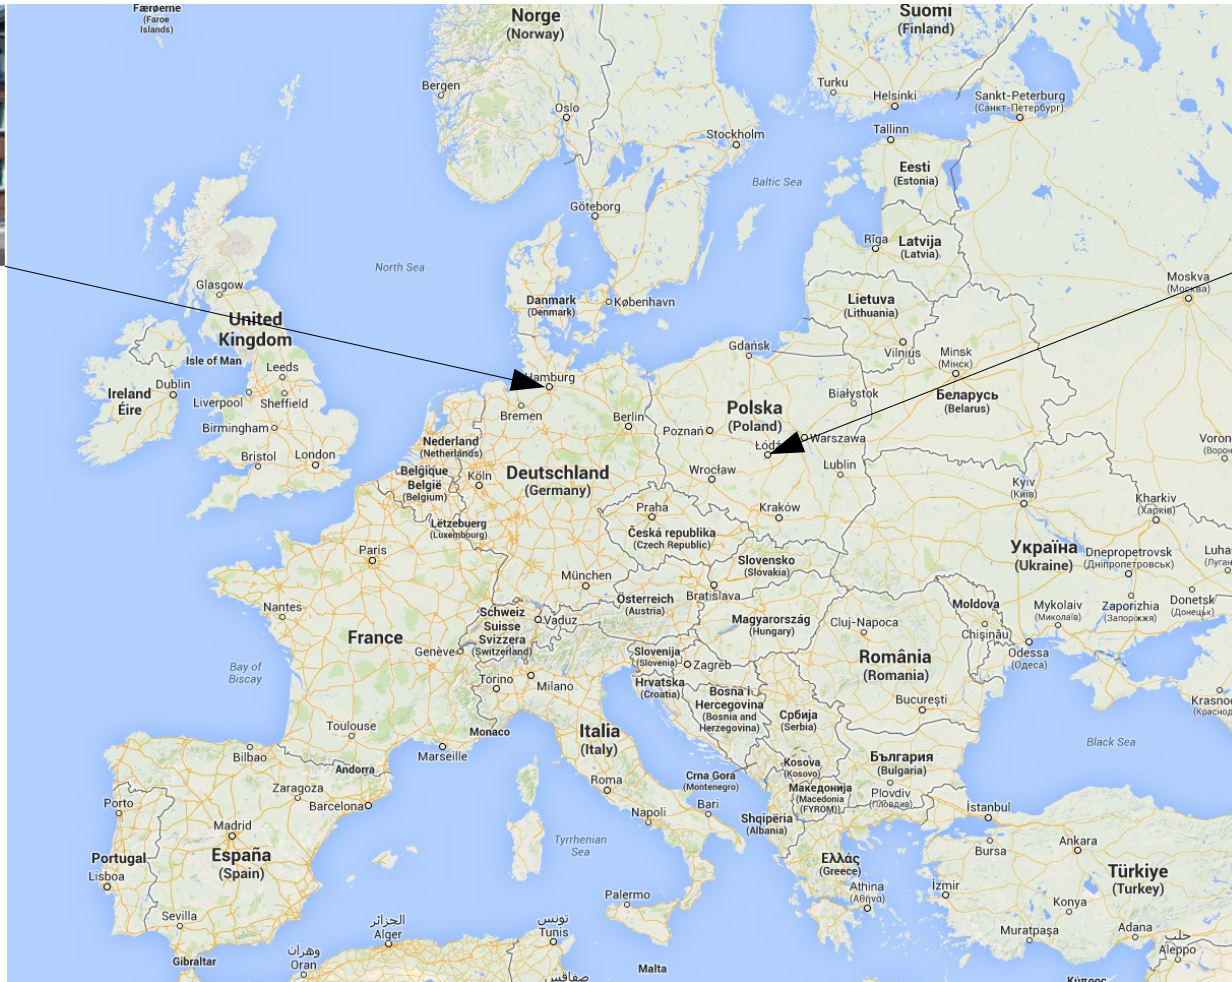 Færøerne
(Faroe
Islands)
Norge
(Norway)
Suomi
(Finland)
Bergen
Turku
Helsinki
Sankt-Peterburg
(Санкт-Петербург)
Oslo
Stockholm
Tallinn
Eesti
(Estonia)
Baltic Sea
Göteborg
Rīga
Latvija
(Latvia)
North Sea
Moskva
(Москва)
Glasgow
Danmark
(Denmark)
København
Lietuva
(Lithuania)
United
Kingdom
Isle of Man
Gdańsk
Vilnius
Minsk
(Мінск)
Leeds
Dublin
Ireland
Éire
Liverpool
Sheffield
Hamburg
Bremen
Berlin
Białystok
Беларусь
(Belarus)
Polska
(Poland)
Birmingham
Poznań
Łódź
Warszawa
Voron
(Ворон
Nederland
(Netherlands)
Bristol
London
België
Belgique
(Belgium)
Köln
Deutschland
(Germany)
Wrocław
Lublin
Kyiv
(Київ)
Kharkiv
(Харків)
Praha
Kraków
Lëtzebuerg
(Luxembourg)
Česká republika
(Czech Republic)
Paris
Україна
(Ukraine)
Dnepropetrovsk
(Дніпропетровськ)
Luha
(Луган
Slovensko
(Slovakia)
München
Bratislava
Österreich
(Austria)
Nantes
Schweiz
Suisse
Svizzera
(Switzerland)
Vaduz
Magyarország
(Hungary)
Cluj-Napoca
Moldova
Chișinău
Mykolaiv
(Миколаїв)
Zaporizhia
(Запоріжжя)
Donetsk
(Донецьк)
France
Genève
Odessa
(Одеса)
Slovenija
(Slovenia)
Zagreb
România
(Romania)
Bay of
Biscay
Torino
Milano
Hrvatska
(Croatia)
Bosna i
Hercegovina
(Bosnia and
Herzegovina)
București
Krasno
(Краснод
Toulouse
Monaco
Italia
(Italy)
Србија
(Serbia)
Black Sea
Bilbao
Marseille
Andorra
България
(Bulgaria)
Kosova
(Kosovo)
Zaragoza
Roma
Crna Gora
(Montenegro)
Plovdiv
(Пловдив)
Македонија
(Macedonia
(FYROM))
Porto
Barcelona
Bari
İstanbul
Madrid
Napoli
Shqipëria
(Albania)
Tyrrhenian
Sea
Bursa
Ankara
Portugal
España
(Spain)
Ελλάς
(Greece)
Türkiye
(Turkey)
Lisboa
Athina
(Αθήνα)
İzmir
Palermo
Konya
Sevilla
الجزائر
Alger
تونس
Tunis
Muratpaşa
Adana
حلب
Aleppo
وهران
Oran
Gibraltar
Malta
صفاقس
Κύπρος